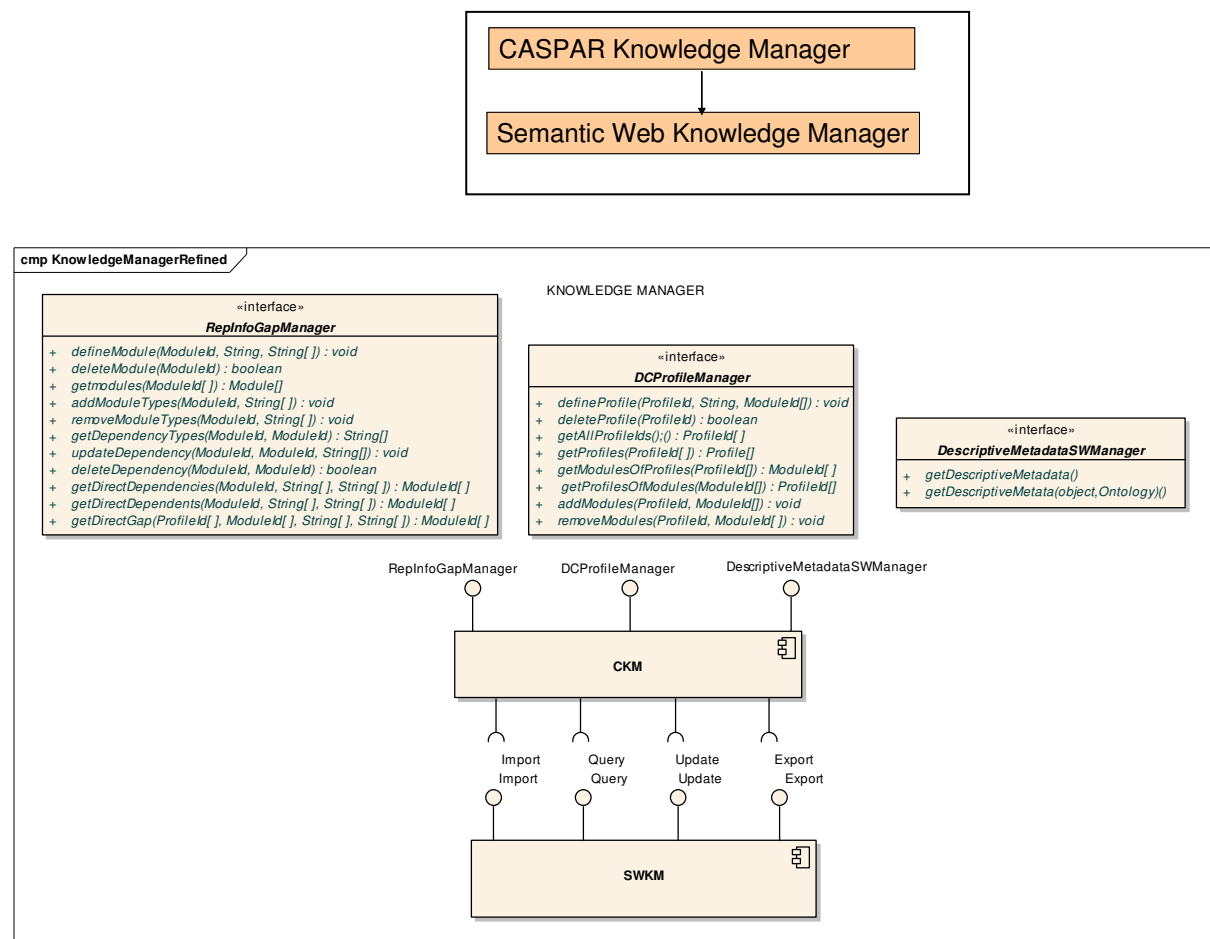 CASPAR Knowledge Manager
Semantic Web Knowledge Manager
cmp KnowledgeManagerRefined
KNOWLEDGE MANAGER
«interface»
RepInfoGapManager
+ defineModule(ModuleId, String, String[ ]) : void
+ deleteModule(ModuleId) : boolean
+ getmodules(ModuleId[ ]) : Module[]
+ addModuleTypes(ModuleId, String[ ]) : void
+ removeModuleTypes(ModuleId, String[ ]) : void
+ getDependencyTypes(ModuleId, ModuleId) : String[]
+ updateDependency(ModuleId, ModuleId, String[]) : void
+ deleteDependency(ModuleId, ModuleId) : boolean
+ getDirectDependencies(ModuleId, String[ ], String[ ]) : ModuleId[ ]
+ getDirectDependents(ModuleId, String[ ], String[ ]) : ModuleId[ ]
+ getDirectGap(ProfileId[ ], ModuleId[ ], String[ ], String[ ]) : ModuleId[ ]
«interface»
DCProfileManager
+ defineProfile(ProfileId, String, ModuleId[]) : void
+ deleteProfile(ProfileId) : boolean
+ getAllProfileIds();() : ProfileId[ ]
+ getProfiles(ProfileId[ ]) : Profile[]
+ getModulesOfProfiles(ProfileId[]) : ModuleId[ ]
+ getProfilesOfModules(ModuleId[]) : ProfileId[]
+ addModules(ProfileId, ModuleId[]) : void
+ removeModules(ProfileId, ModuleId[ ]) : void
«interface»
DescriptiveMetadataSWManager
+ getDescriptiveMetadata()
+ getDescriptiveMetata(object,Ontology)()
RepInfoGapManager DCProfileManager DescriptiveMetadataSWManager
CKM
Import Query Update Export
Import Query Update Export
SWKM